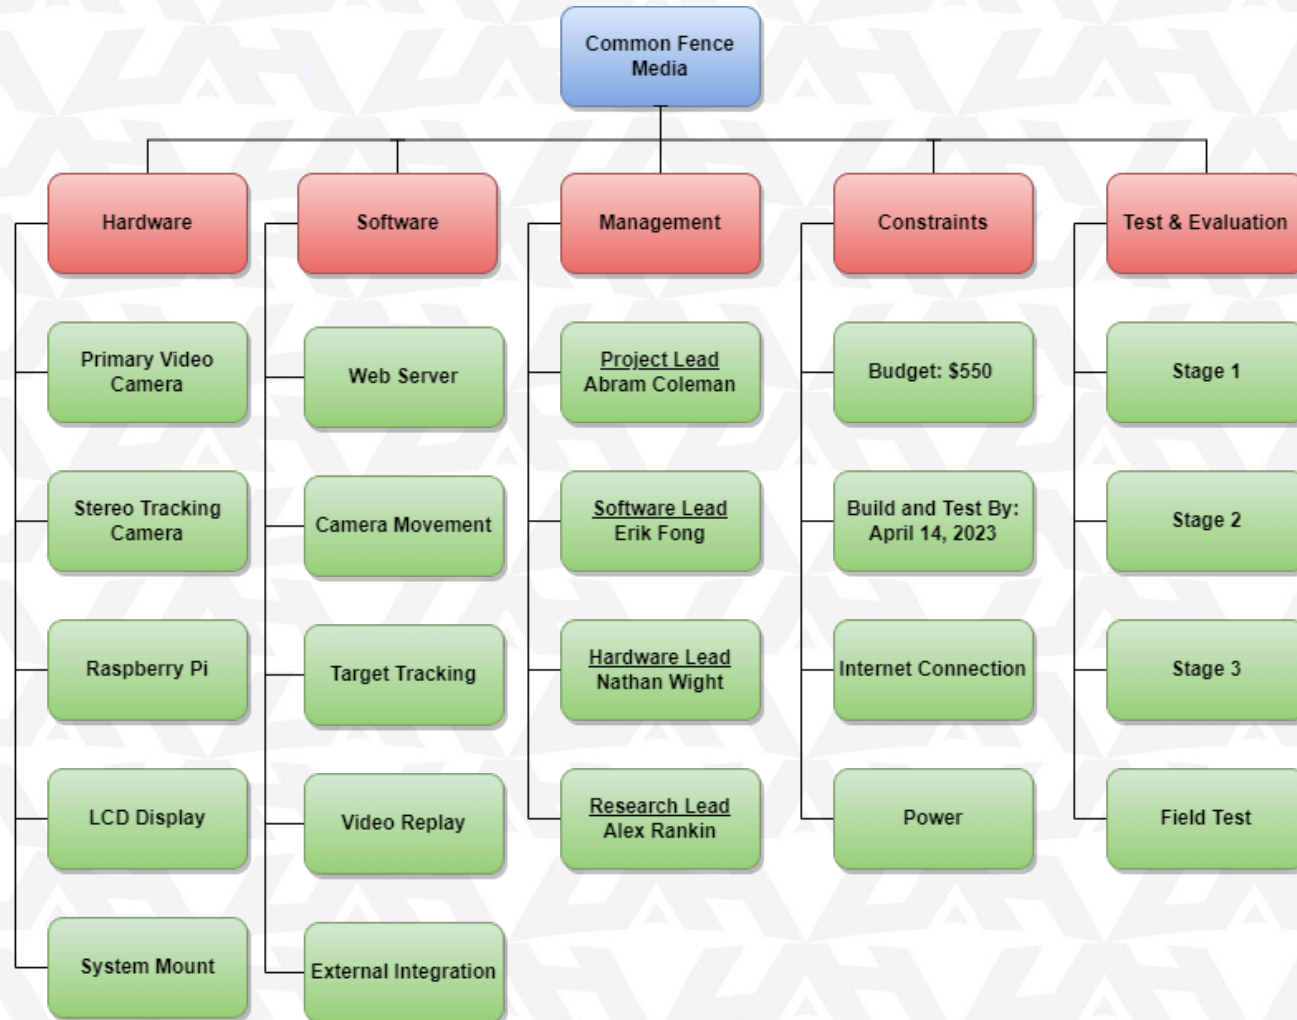 Common Fence
Media
Hardware
Software
Management
Constraints
Test & Evaluation
Primary Video
Camera
Web Server
Project Lead
Abram Coleman
Budget: $550
Stage 1
Stereo Tracking
Camera
Camera Movement
Software Lead
Erik Fong
Build and Test By:
April 14, 2023
Stage 2
Raspberry Pi
Target Tracking
Hardware Lead
Nathan Wight
Internet Connection
Stage 3
LCD Display
Video Replay
Research Lead
Alex Rankin
Power
Field Test
System Mount
External Integration